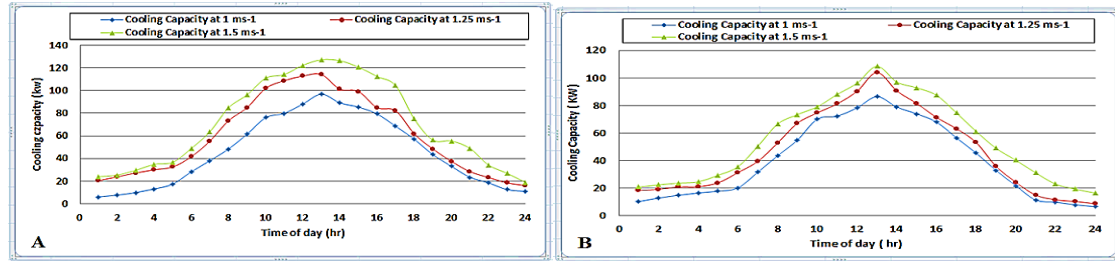 Cooling Capacity at 1 ms-1
Cooling Capacity at 1.25 ms-1
Cooling Capacity at 1.5 ms-1
140
120
100
80
60
40
20
0
Cooling czpacity (kw)
0 2 4 6 8 10 12 14 16 18 20 22 24
Time of day (hr)
A
Cooling Capacity at 1 ms-1
Cooling Capacity at 1.25 ms-1
Cooling Capacity at 1.5 ms-1
120
100
80
60
40
20
0
Cooling Capacity (KW)
0 2 4 6 8 10 12 14 16 18 20 22 24
Time of day ( hr)
B